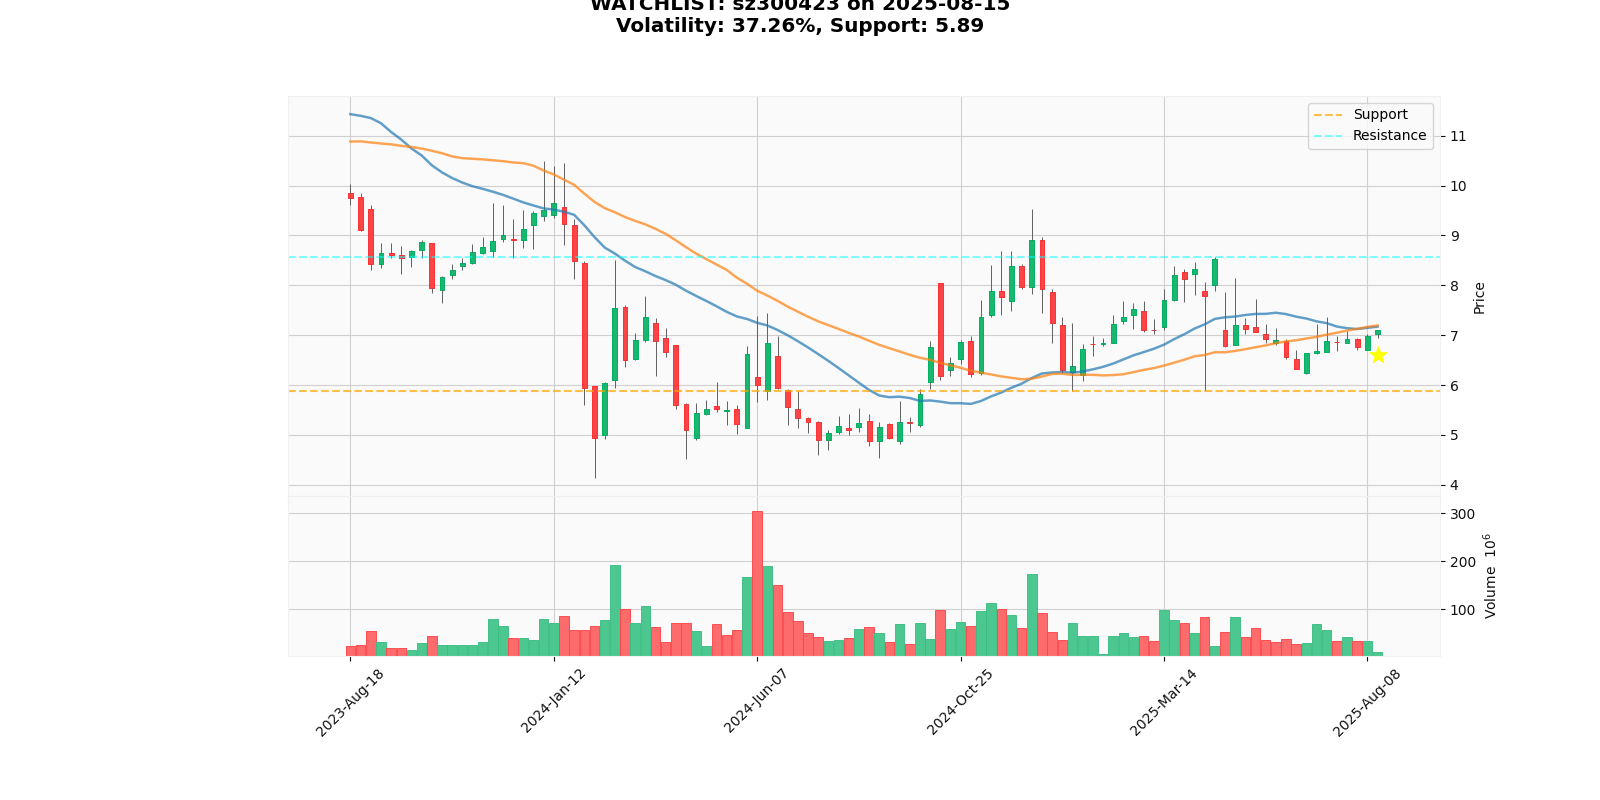 WATCHLIST: sz300423 on 2025-08-15
Volatility: 37.26%, Support: 5.89
Support
Resistance
11
10
9
8
7
6
5
4
Price
300
200
100
Volume 10⁶
2023-Aug-18
2024-Jan-12
2024-Jun-07
2024-Oct-25
2025-Mar-14
2025-Aug-08